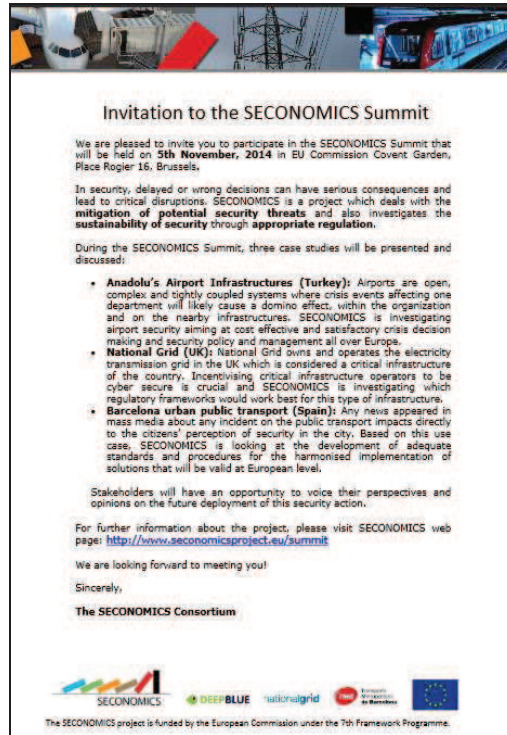 Invitation to the SECONOMICS Summit
We are pleased to invite you to participate in the SECONOMICS Summit that
will be held on 5th November, 2014 in EU Commission Covent Garden,
Place Rogier 16, Brussels.
In security, delayed or wrong decisions can have serious consequences and
lead to critical disruptions. SECONOMICS is a project which deals with the
mitigation of potential security threats and also investigates the
sustainability of security through appropriate regulation.
During the SECONOMICS Summit, three case studies will be presented and
discussed:
• Anadolu's Airport Infrastructures (Turkey): Airports are open,
complex and tightly coupled systems where crisis events affecting one
department will likely cause a domino effect, within the organization
and on the nearby infrastructures. SECONOMICS is investigating
airport security aiming at cost effective and satisfactory crisis decision
making and security policy and management all over Europe.
• National Grid (UK): National Grid owns and operates the electricity
transmission grid in the UK which is considered a critical infrastructure
of the country. Incentivising critical infrastructure operators to be
cyber secure is crucial and SECONOMICS is investigating which
regulatory frameworks would work best for this type of infrastructure.
• Barcelona urban public transport (Spain): Any news appeared in
mass media about any incident on the public transport impacts directly
to the citizens' perception of security in the city. Based on this use
case, SECONOMICS is looking at the development of adequate
standards and procedures for the harmonised implementation of
solutions that will be valid at European level.
Stakeholders will have an opportunity to voice their perspectives and
opinions on the future deployment of this security action.
For further information about the project, please visit SECONOMICS web
page: http://www.seconomicsproject.eu/summit
We are looking forward to meeting you!
Sincerely,
The SECONOMICS Consortium
SECONOMICS
DEEPBLUE
nationalgrid
Transports
Metropolitans
de Barcelona
The SECONOMICS project is funded by the European Commission under the 7th Framework Programme.